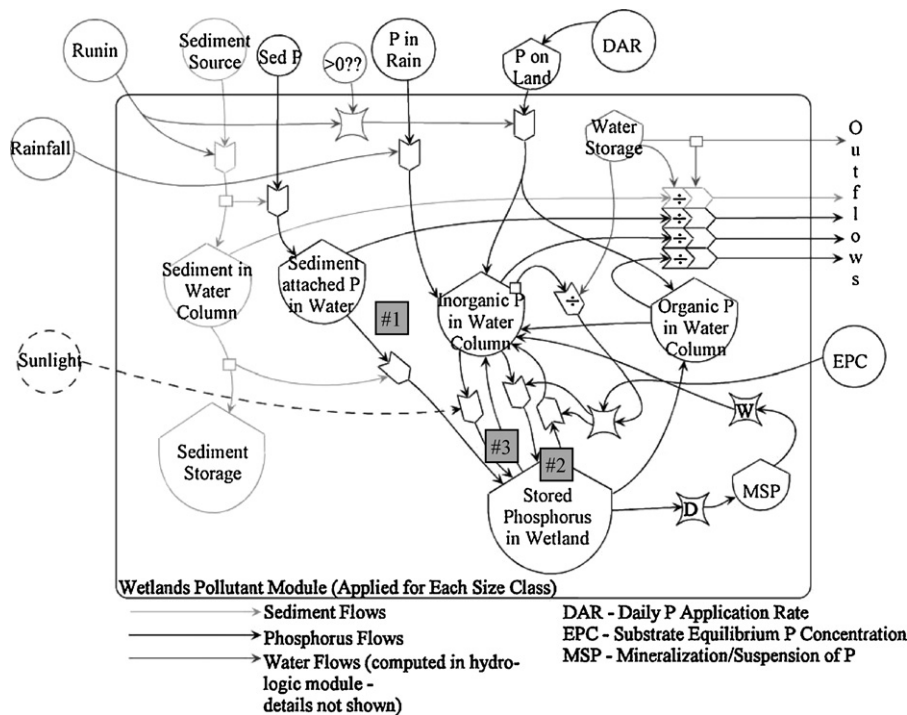 Runin
Sediment
Source
Sed P
>0??
P in
Rain
P on
Land
DAR
Rainfall
Water
Storage
Outflows
÷
÷
÷
÷
Sediment in
Water
Column
Sediment
attached P
in Water
Inorganic P
in Water
Column
÷
Organic P
in Water
Column
#1
Sunlight
EPC
W
Sediment
Storage
#3
#2
Stored
Phosphorus
in Wetland
D
MSP
Wetlands Pollutant Module (Applied for Each Size Class)
Sediment Flows
Phosphorus Flows
Water Flows (computed in hydro-
logic module -
details not shown)
DAR - Daily P Application Rate
EPC - Substrate Equilibrium P Concentration
MSP - Mineralization/Suspension of P